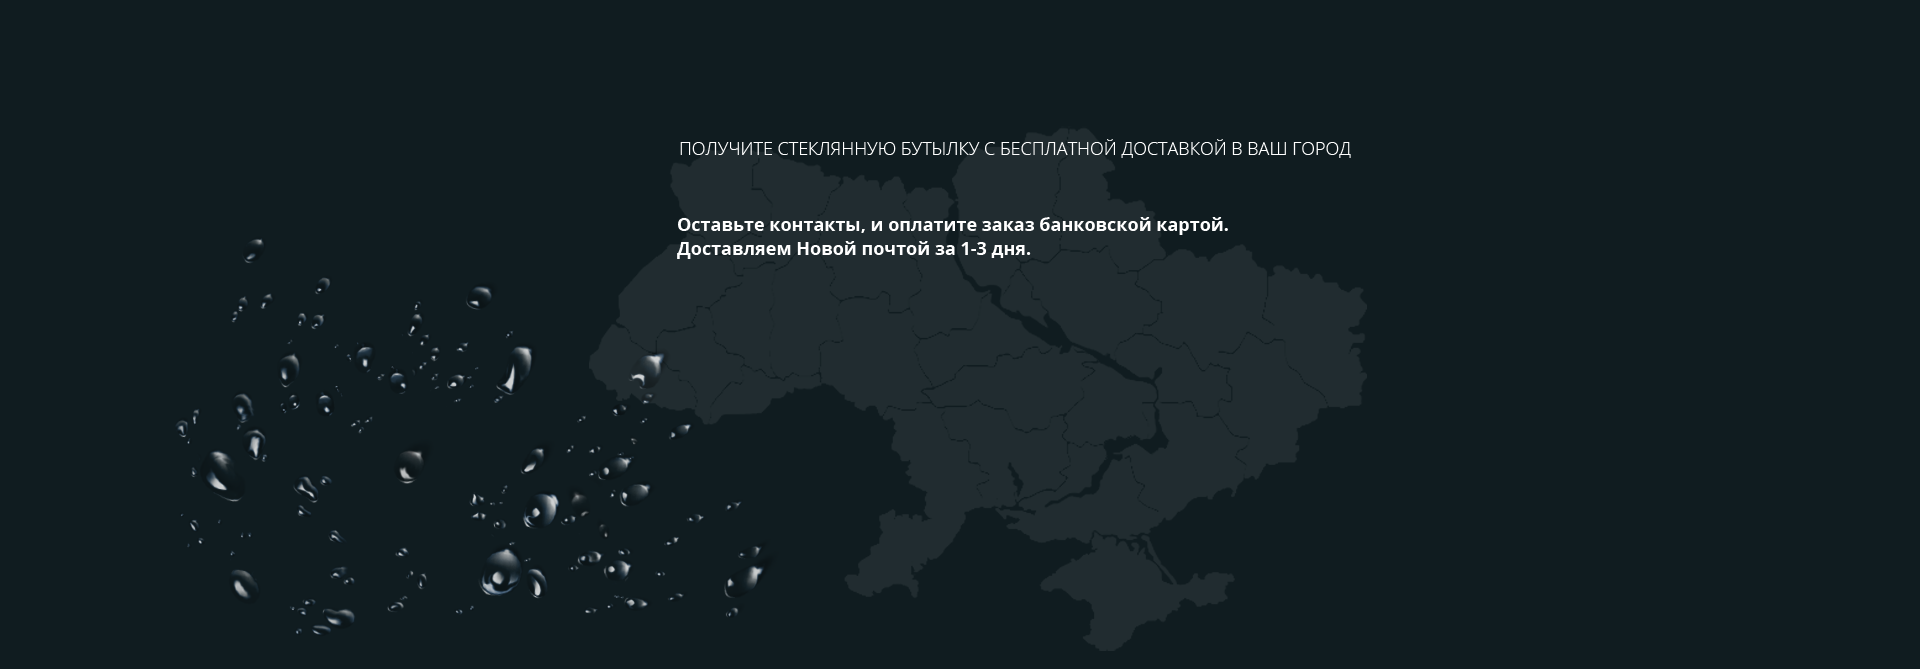 ПОЛУЧИТЕ СТЕКЛЯННУЮ БУТЫЛКУ С БЕСПЛАТНОЙ ДОСТАВКОЙ В ВАШ ГОРОД
Оставьте контакты, и оплатите заказ банковской картой.
Доставляем Новой почтой за 1-3 дня.